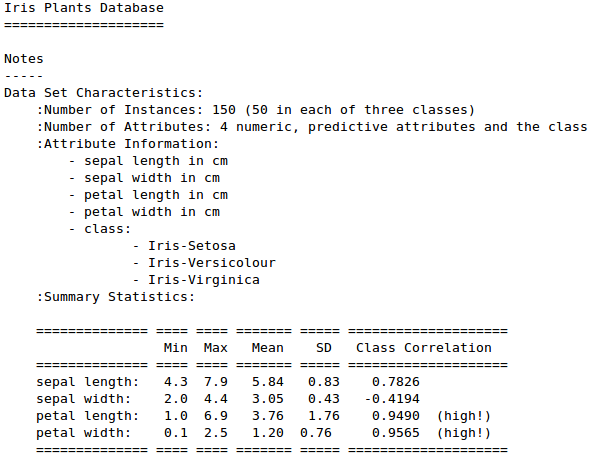 Iris Plants Database
====================

Notes
-----
Data Set Characteristics:
    :Number of Instances: 150 (50 in each of three classes)
    :Number of Attributes: 4 numeric, predictive attributes and the class
    :Attribute Information:
        - sepal length in cm
        - sepal width in cm
        - petal length in cm
        - petal width in cm
        - class:
                - Iris-Setosa
                - Iris-Versicolour
                - Iris-Virginica
    :Summary Statistics:

    ============== ==== ==== ======= ===== ====================
                    Min  Max   Mean    SD   Class Correlation
    ============== ==== ==== ======= ===== ====================
    sepal length:   4.3  7.9   5.84   0.83    0.7826
    sepal width:    2.0  4.4   3.05   0.43   -0.4194
    petal length:   1.0  6.9   3.76   1.76    0.9490  (high!)
    petal width:    0.1  2.5   1.20  0.76     0.9565  (high!)
    ============== ==== ==== ======= ===== ====================